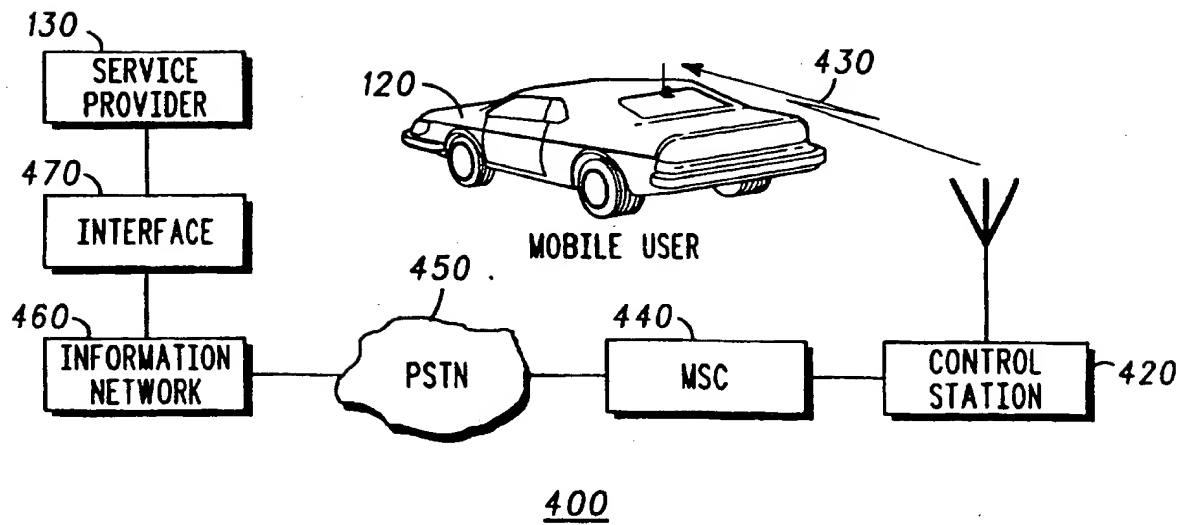 130
SERVICE
PROVIDER
120
430
470
INTERFACE
MOBILE USER
450
460
440
INFORMATION
NETWORK
PSTN
MSC
CONTROL
STATION
420
400